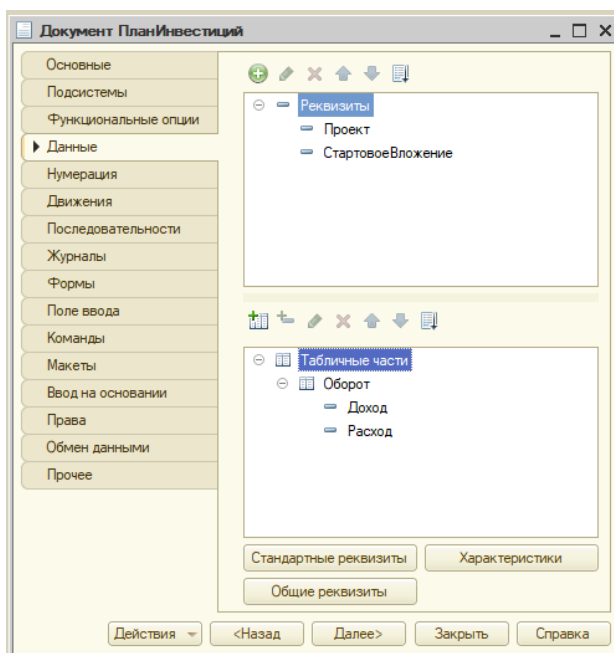 Документ ПланИнвестиций
Основные
Подсистемы
Функциональные опции
Данные
Нумерация
Движения
Последовательности
Журналы
Формы
Поле ввода
Команды
Макеты
Ввод на основании
Права
Обмен данными
Прочее
Реквизиты
Проект
СтартовоеВложение
Табличные части
Оборот
Доход
Расход
Стандартные реквизиты
Характеристики
Общие реквизиты
Действия
<Назад
Далее>
Закрыть
Справка